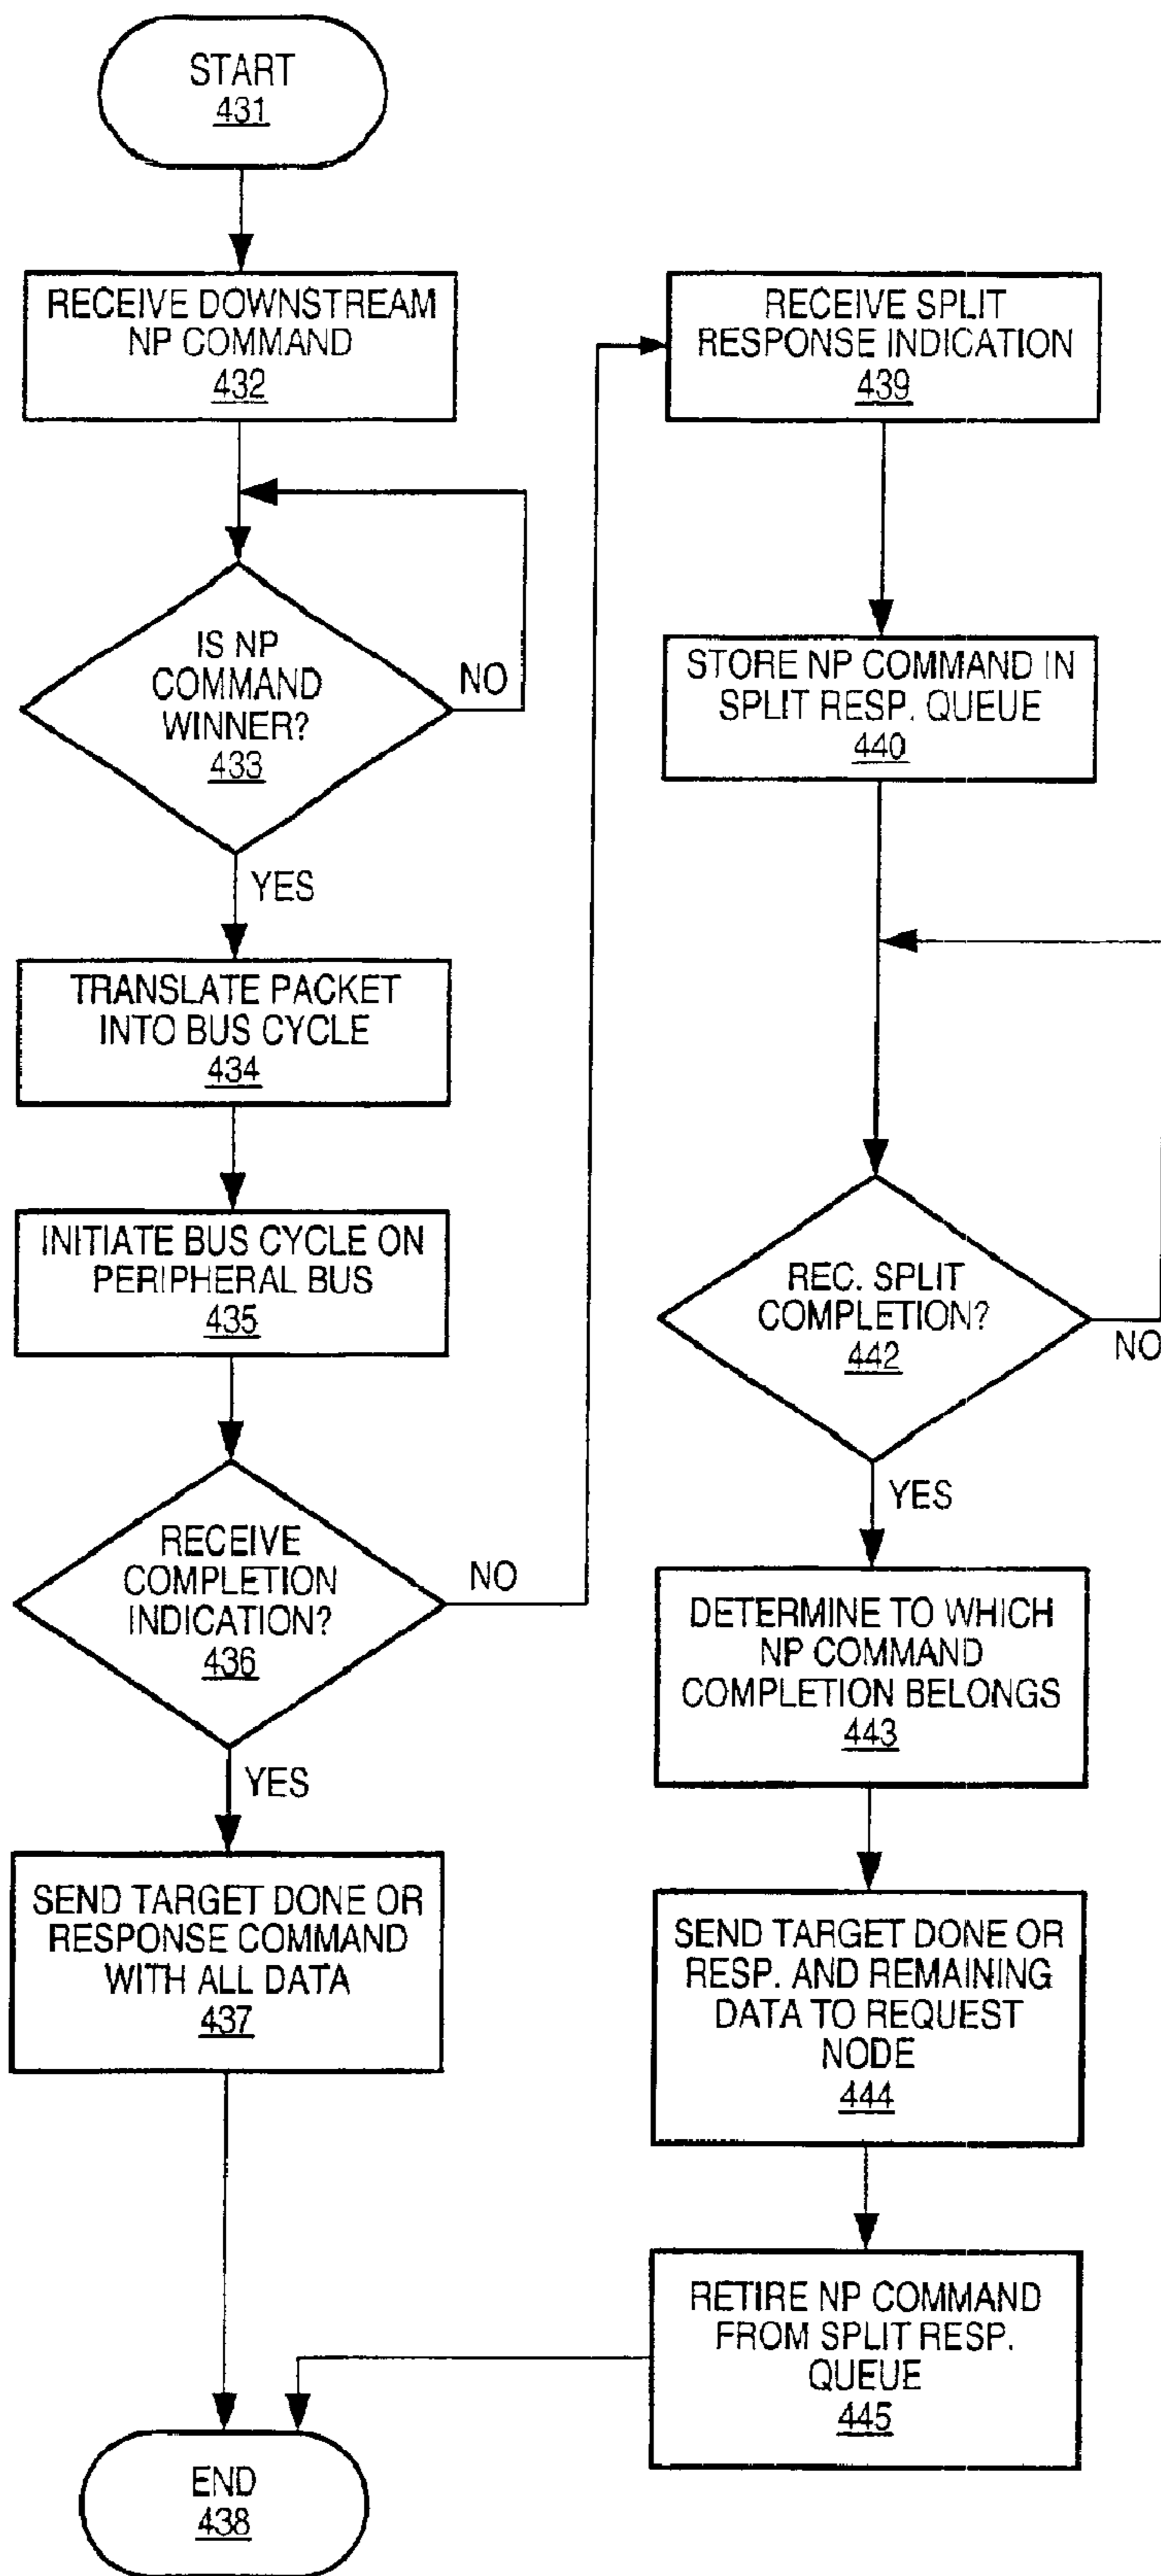 START
431
RECEIVE DOWNSTREAM
NP COMMAND
432
IS NP
COMMAND
WINNER?
433
NO
YES
TRANSLATE PACKET
INTO BUS CYCLE
434
INITIATE BUS CYCLE ON
PERIPHERAL BUS
435
RECEIVE
COMPLETION
INDICATION?
436
NO
YES
SEND TARGET DONE OR
RESPONSE COMMAND
WITH ALL DATA
437
END
438
RECEIVE SPLIT
RESPONSE INDICATION
439
STORE NP COMMAND IN
SPLIT RESP. QUEUE
440
REC. SPLIT
COMPLETION?
442
NO
YES
DETERMINE TO WHICH
NP COMMAND
COMPLETION BELONGS
443
SEND TARGET DONE OR
RESP. AND REMAINING
DATA TO REQUEST
NODE
444
RETIRE NP COMMAND
FROM SPLIT RESP.
QUEUE
445